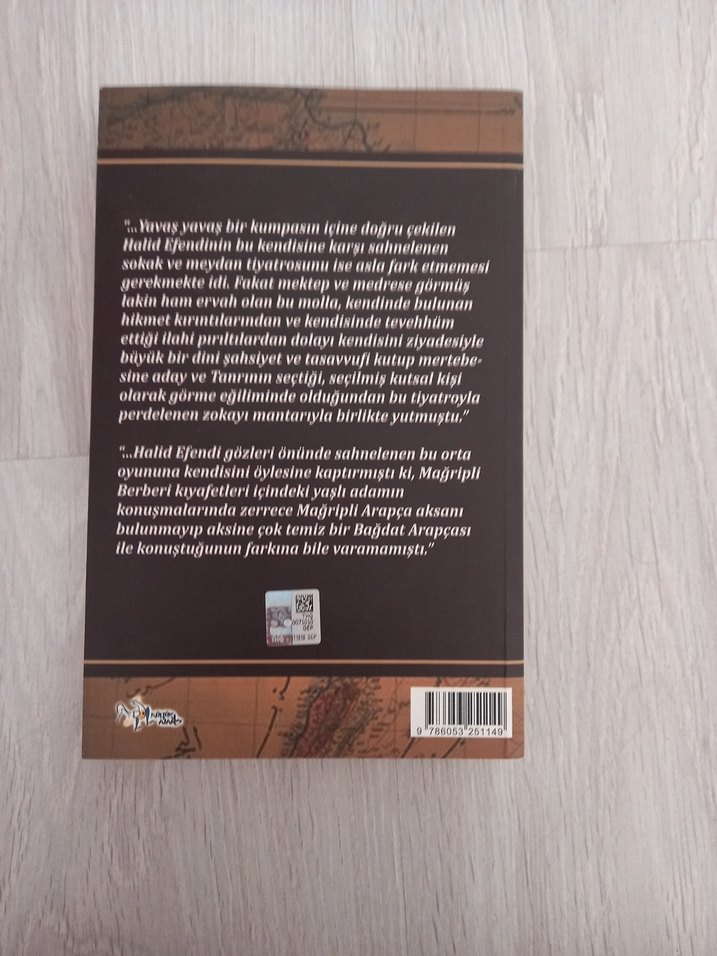 “...Yavaş yavaş bir kumpasın içine doğru çekilen
Halid Efendinin bu kendisine karşı sahnelenen
sokak ve meydan tiyatrosunu ise asla fark etmemesi
gerekmekte idi. Fakat mektep ve medrese görmüş
lakin ham ervah olan bu molla, kendinde bulunan
hikmet kırıntılarından ve kendisinde tevehhüm
ettiği ilahi pırıltılardan dolayı kendisini ziyadesiyle
büyük bir dini şahsiyet ve tasavvufi kutup mertebe-
sine aday ve Tanrının seçtiği, seçilmiş kutsal kişi
olarak görme eğiliminde olduğundan bu tiyatroyla
perdelenen zokayı mantarıyla birlikte yutmuştu.”
“...Halid Efendi gözleri önünde sahnelenen bu orta
oyununa kendisini öylesine kaptırmıştı ki, Mağripli
Berberi kıyafetleri içindeki yaşlı adamın
konuşmalarında zerrece Mağripli Arapça aksanı
bulunmayıp aksine çok temiz bir Bağdat Arapçası
ile konuştuğunun farkına bile varamamıştı.”
9 786053 251149